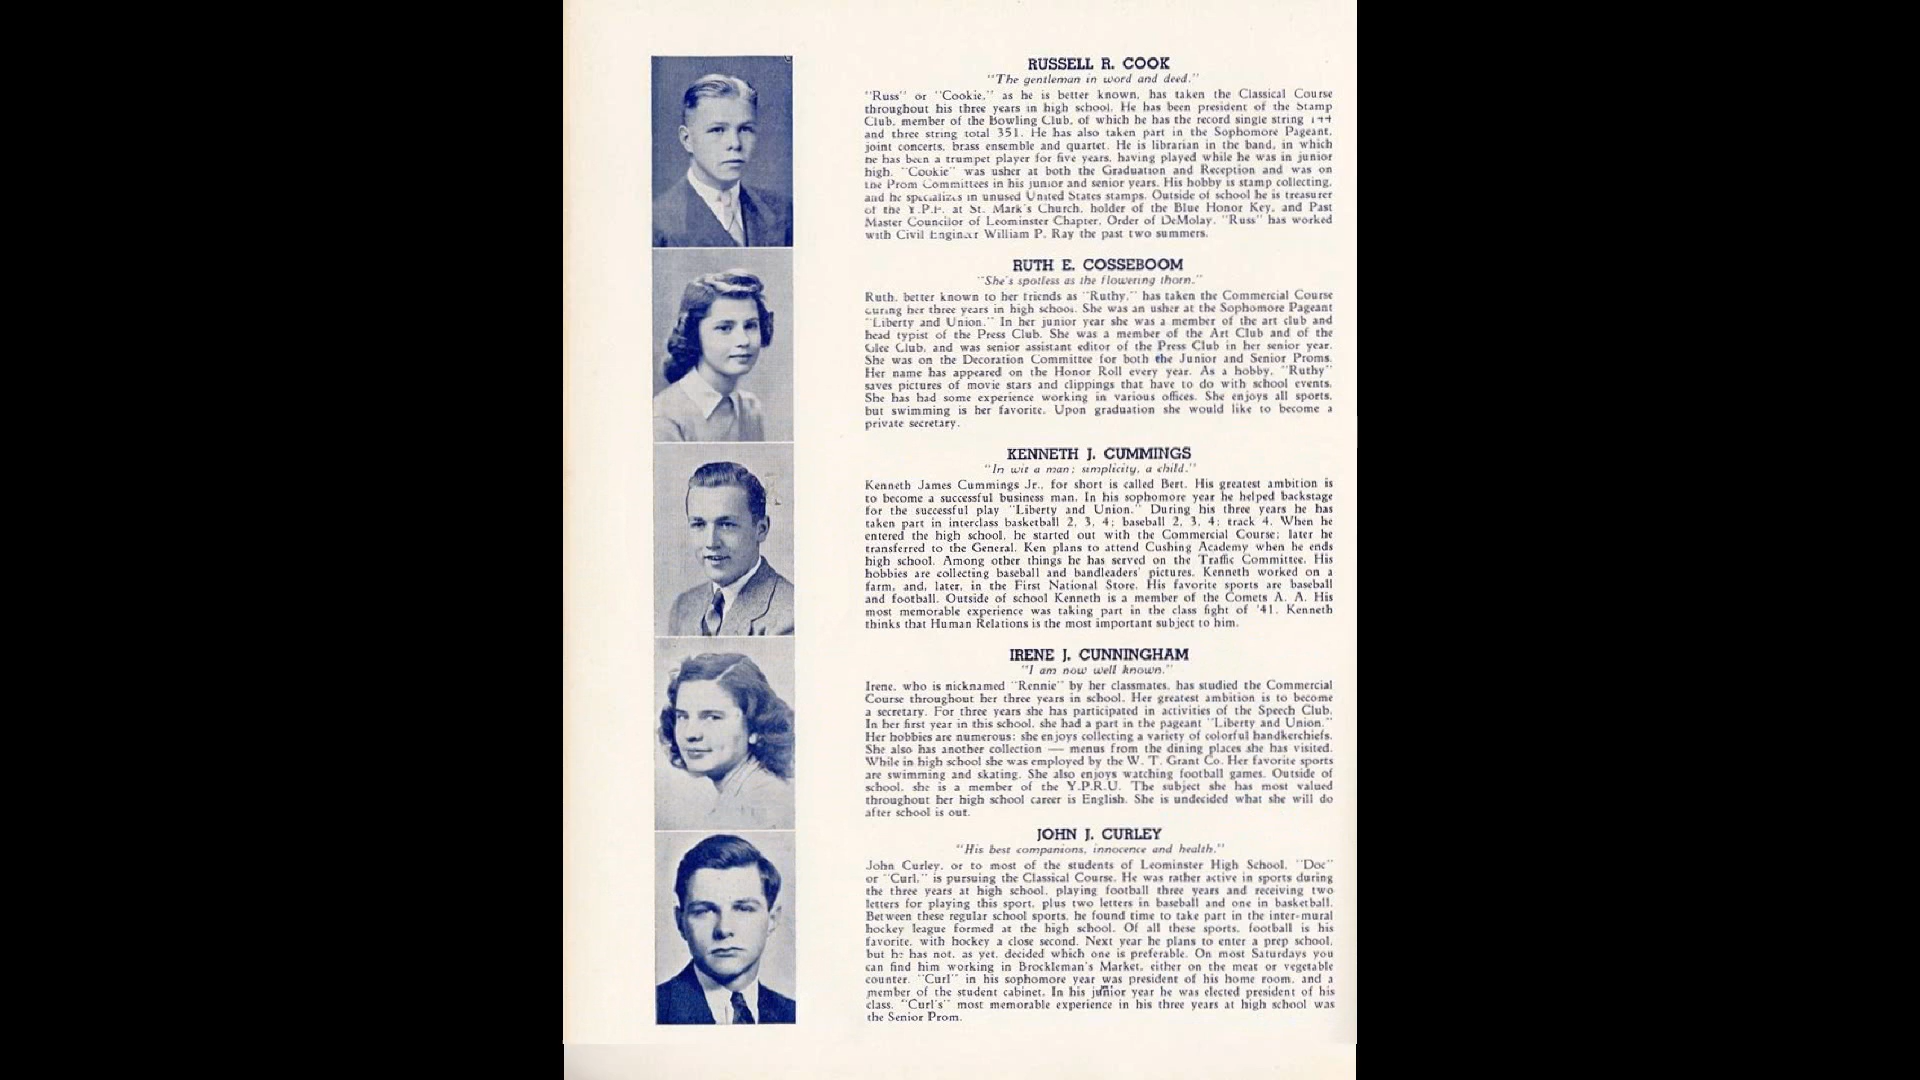 RUSSELL R. COOK
"The gentleman in word and deed."
"Russ" or "Cookie," as he is better known, has taken the Classical Course
throughout his three years in high school. He has been president of the Stamp
Club, member of the Bowling Club, of which he has the record single string 144
and three string total 351. He has also taken part in the Sophomore Pageant,
joint concerts, brass ensemble and quartet. He is librarian in the band, in which
he has been a trumpet player for five years, having played while he was in junior
high. "Cookie" was usher at both the Graduation and Reception and was on
the Prom Committees in his junior and senior years. His hobby is stamp collecting,
and he specializes in unused United States stamps. Outside of school he is treasurer
of the Y.P.F. at St. Mark's Church, holder of the Blue Honor Key, and Past
Master Councilor of Leominster Chapter, Order of DeMolay. "Russ" has worked
with Civil Engineer William P. Ray the past two summers.
RUTH E. COSSEBOOM
"She's spotless as the flowering thorn."
Ruth, better known to her friends as "Ruthy," has taken the Commercial Course
during her three years in high school. She was an usher at the Sophomore Pageant
"Liberty and Union." In her junior year she was a member of the art club and
head typist of the Press Club. She was a member of the Art Club and of the
Glee Club, and was senior assistant editor of the Press Club in her senior year.
She was on the Decoration Committee for both the Junior and Senior Proms.
Her name has appeared on the Honor Roll every year. As a hobby, "Ruthy"
saves pictures of movie stars and clippings that have to do with school events.
She has had some experience working in various offices. She enjoys all sports,
but swimming is her favorite. Upon graduation she would like to become a
private secretary.
KENNETH J. CUMMINGS
"In wit a man; simplicity, a child."
Kenneth James Cummings Jr., for short is called Bert. His greatest ambition is
to become a successful business man. In his sophomore year he helped backstage
for the successful play "Liberty and Union." During his three years he has
taken part in interclass basketball 2, 3, 4; baseball 2, 3, 4; track 4. When he
entered the high school, he started out with the Commercial Course; later he
transferred to the General. Ken plans to attend Cushing Academy when he ends
high school. Among other things he has served on the Traffic Committee. His
hobbies are collecting baseball and bandleaders' pictures. Kenneth worked on a
farm, and, later, in the First National Store. His favorite sports are baseball
and football. Outside of school Kenneth is a member of the Comets A. A. His
most memorable experience was taking part in the class fight of '41. Kenneth
thinks that Human Relations is the most important subject to him.
IRENE J. CUNNINGHAM
"I am now well known."
Irene, who is nicknamed "Rennie" by her classmates, has studied the Commercial
Course throughout her three years in school. Her greatest ambition is to become
a secretary. For three years she has participated in activities of the Speech Club.
In her first year in this school, she had a part in the pageant "Liberty and Union."
Her hobbies are numerous: she enjoys collecting a variety of colorful handkerchiefs.
She also has another collection — menus from the dining places she has visited.
While in high school she was employed by the W. T. Grant Co. Her favorite sports
are swimming and skating. She also enjoys watching football games. Outside of
school, she is a member of the Y.P.R.U. The subject she has most valued
throughout her high school career is English. She is undecided what she will do
after school is out.
JOHN J. CURLEY
"His best companions, innocence and health."
John Curley, or to most of the students of Leominster High School, "Doc"
or "Curl," is pursuing the Classical Course. He was rather active in sports during
the three years at high school, playing football three years and receiving two
letters for playing this sport, plus two letters in baseball and one in basketball.
Between these regular school sports, he found time to take part in the inter-mural
hockey league formed at the high school. Of all these sports, football is his
favorite, with hockey a close second. Next year he plans to enter a prep school,
but he has not, as yet, decided which one is preferable. On most Saturdays you
can find him working in Brockleman's Market, either on the meat or vegetable
counter. "Curl" in his sophomore year was president of his home room, and a
member of the student cabinet. In his junior year he was elected president of his
class. "Curl's" most memorable experience in his three years at high school was
the Senior Prom.